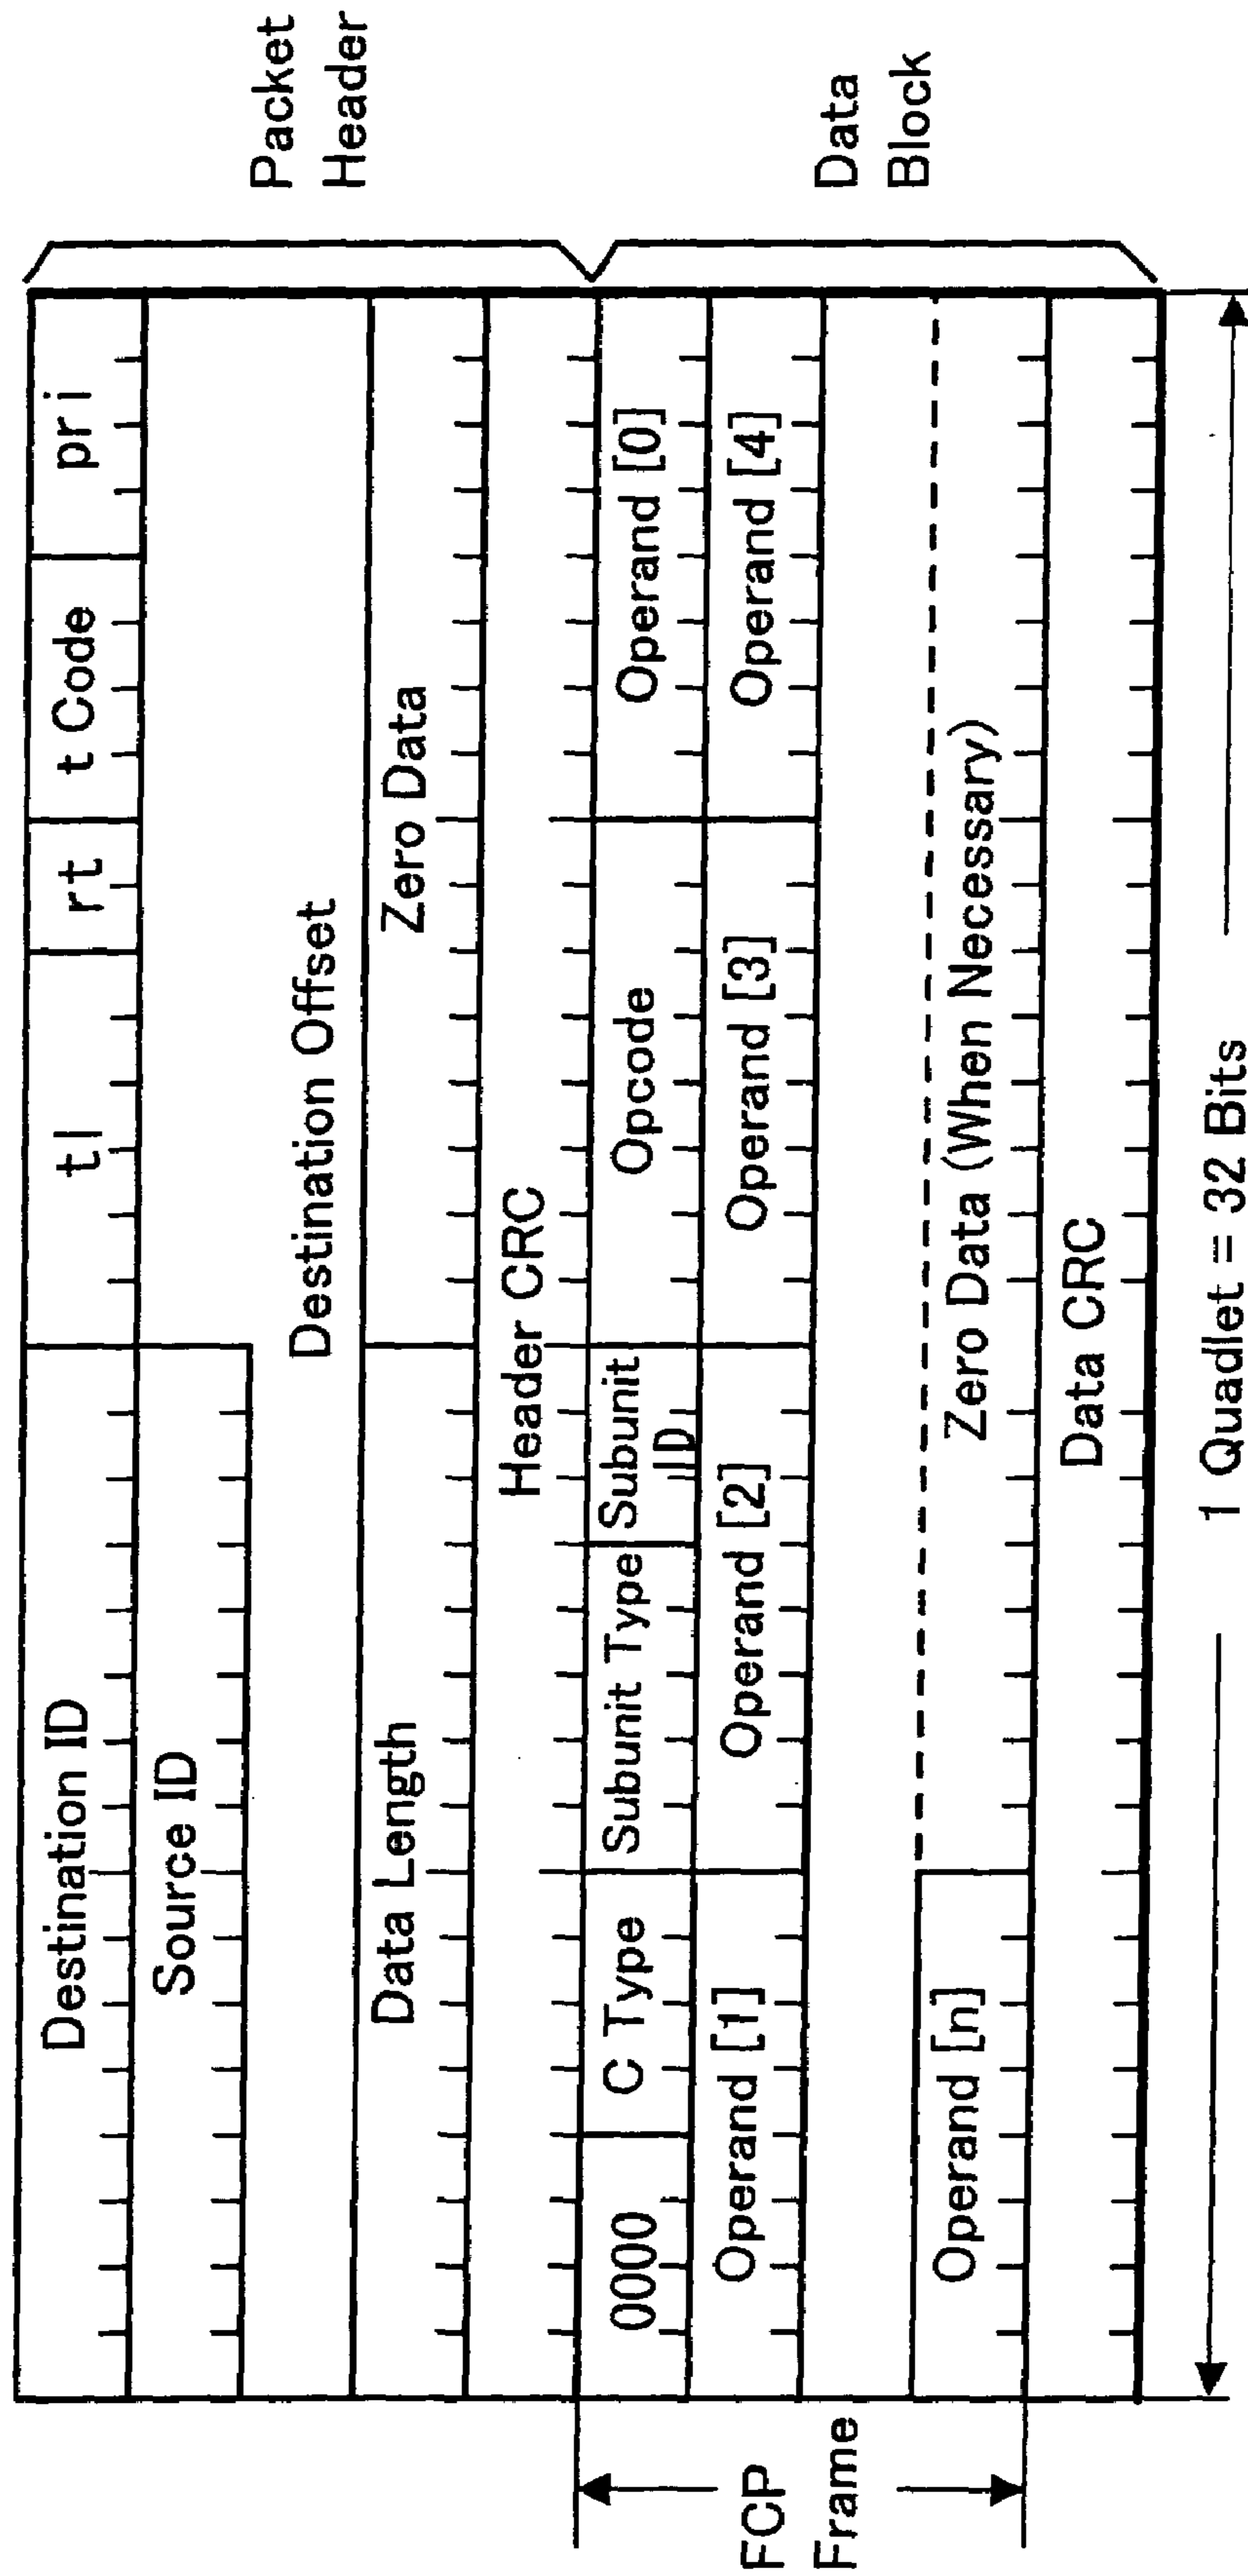 Destination ID tl rt t Code pri
Source ID
Destination Offset
Data Length Zero Data
Header CRC
0000 C Type Subunit Type Subunit ID Opcode Operand [0]
Operand [1] Operand [2] Operand [3] Operand [4]
Operand [n] Zero Data (When Necessary)
Data CRC
Packet
Header
Data
Block
FCP
Frame
1 Quadlet = 32 Bits